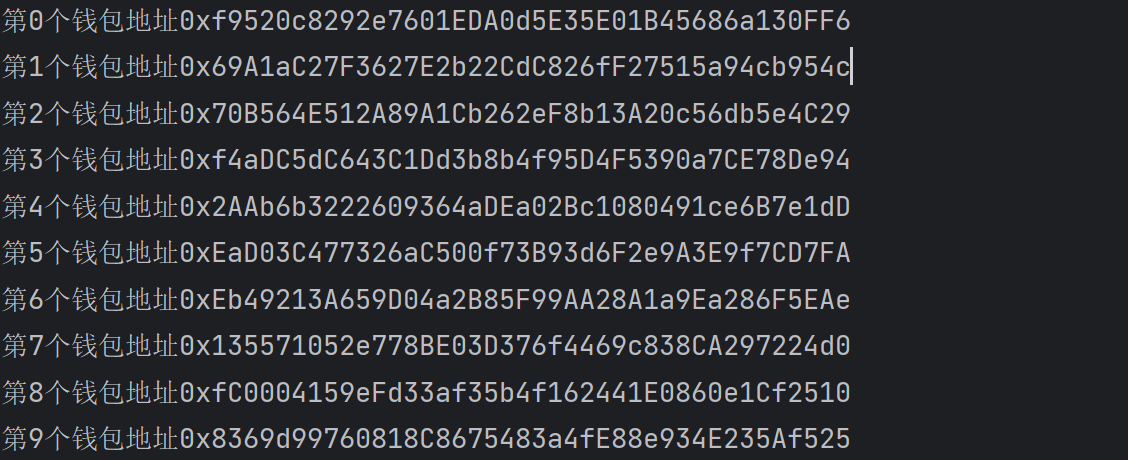 第0个钱包地址0xf9520c8292e7601EDA0d5E35E01B45686a130FF6
第1个钱包地址0x69A1aC27F3627E2b22CdC826fF27515a94cb954c
第2个钱包地址0x70B564E512A89A1Cb262eF8b13A20c56db5e4C29
第3个钱包地址0xf4aDC5dC643C1Dd3b8b4f95D4F5390a7CE78De94
第4个钱包地址0x2AAb6b3222609364aDEa02Bc1080491ce6B7e1dD
第5个钱包地址0xEaD03C477326aC500f73B93d6F2e9A3E9f7CD7FA
第6个钱包地址0xEb49213A659D04a2B85F99AA28A1a9Ea286F5EAe
第7个钱包地址0x135571052e778BE03D376f4469c838CA297224d0
第8个钱包地址0xfC0004159eFd33af35b4f162441E0860e1Cf2510
第9个钱包地址0x8369d99760818C8675483a4fE88e934E235Af525